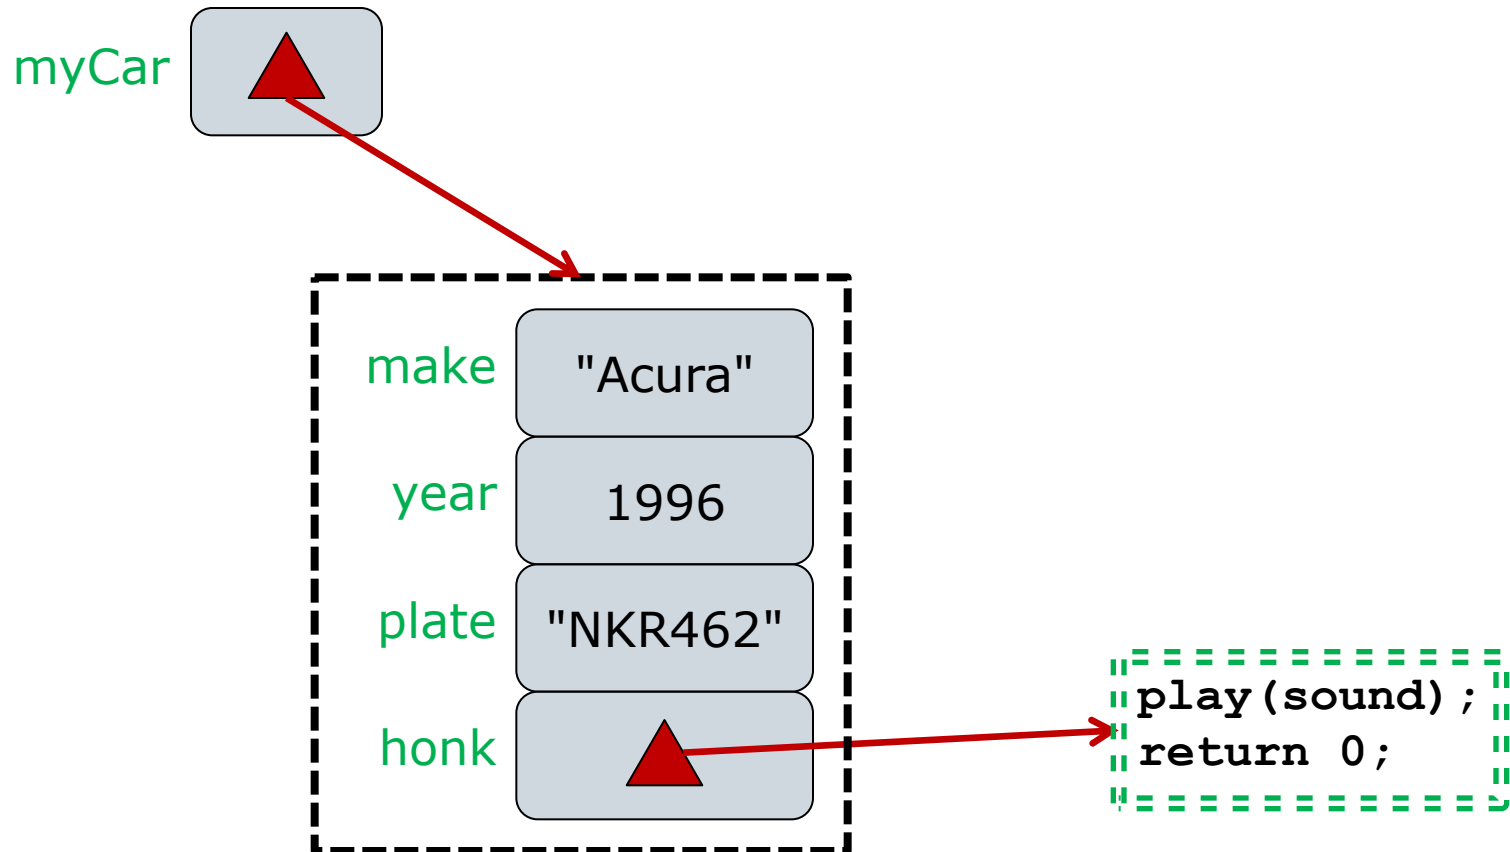 myCar
make "Acura"
year 1996
plate "NKR462"
honk
play(sound);
return 0;